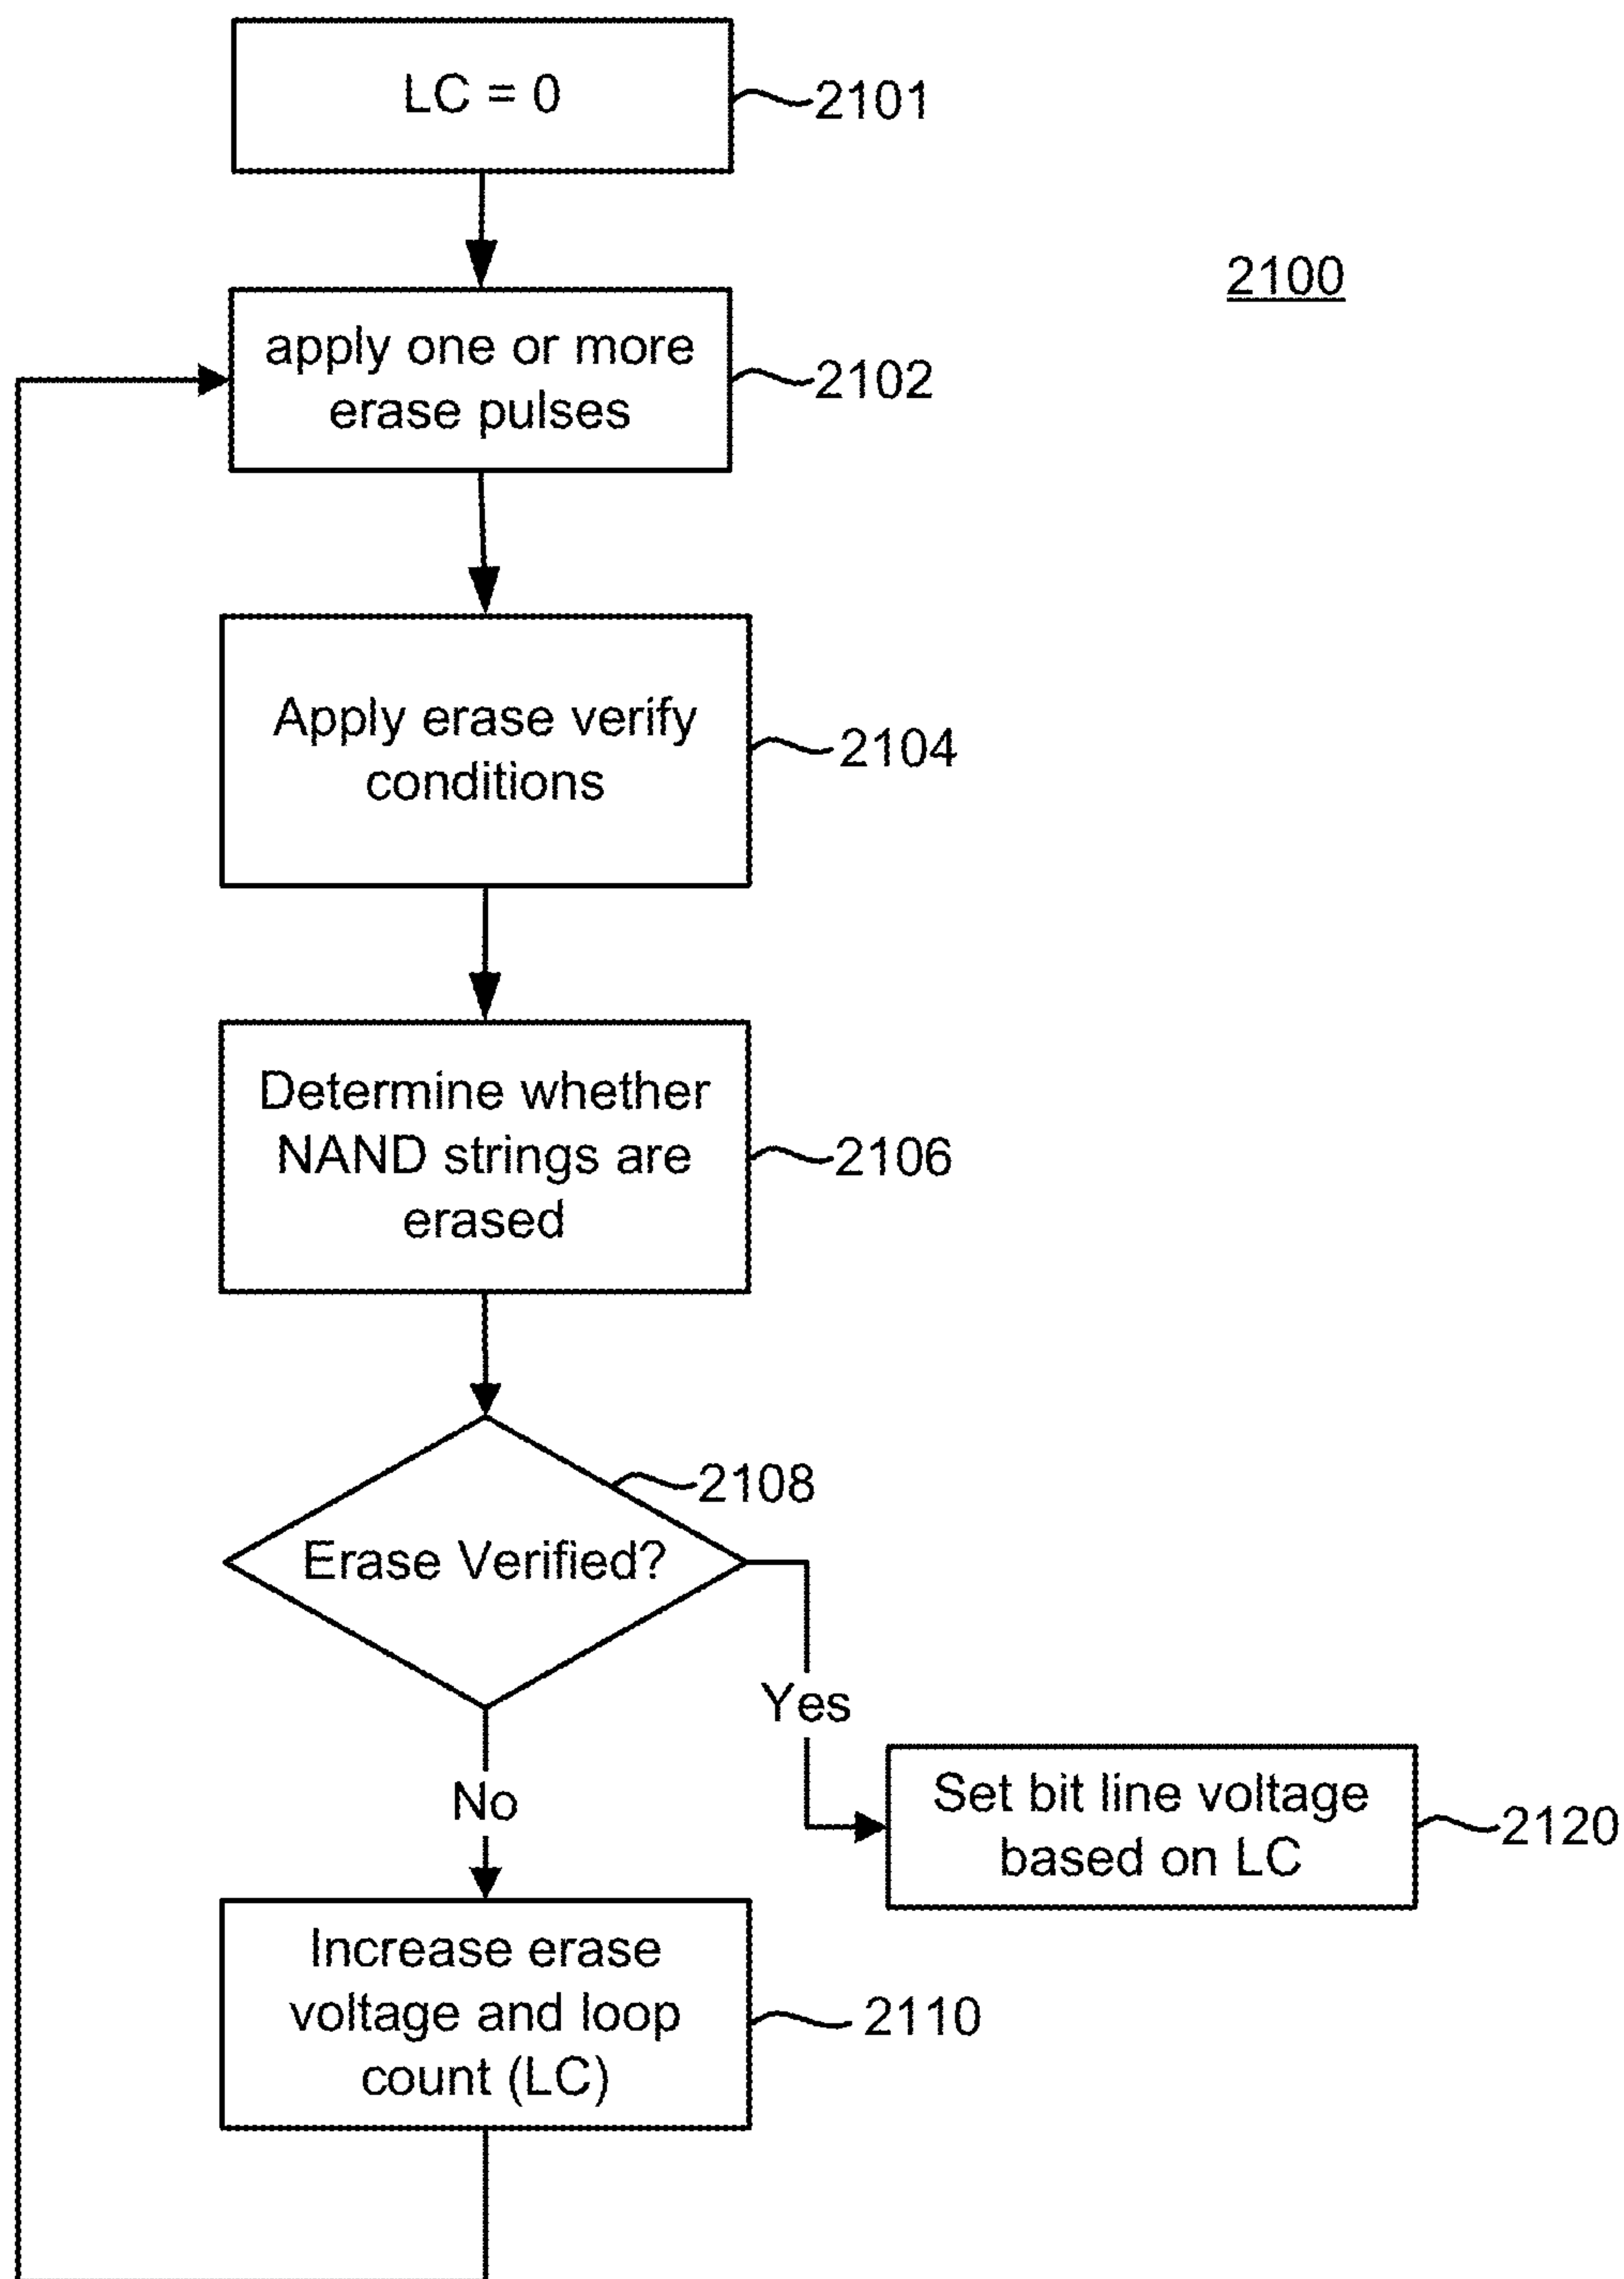 LC = 0
2101
2100
apply one or more
erase pulses
2102
Apply erase verify
conditions
2104
Determine whether
NAND strings are
erased
2106
2108
Erase Verified?
Yes
No
Set bit line voltage
based on LC
2120
Increase erase
voltage and loop
count (LC)
2110